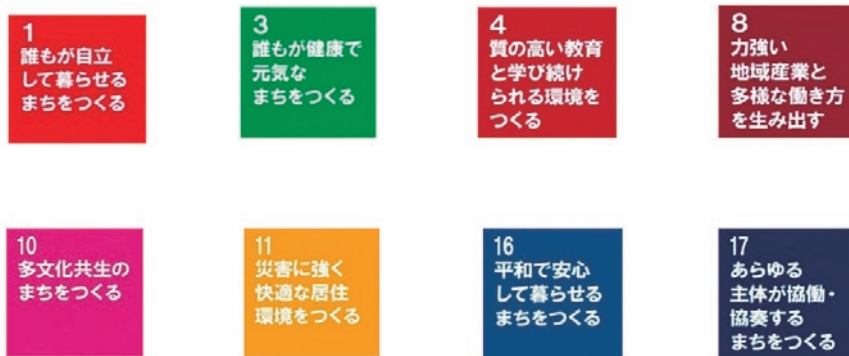 1
誰もが自立
して暮らせる
まちをつくる
3
誰もが健康で
元気な
まちをつくる
4
質の高い教育
と学び続け
られる環境を
つくる
8
力強い
地域産業と
多様な働き方
を生み出す
10
多文化共生の
まちをつくる
11
災害に強く
快適な居住
環境をつくる
16
平和で安心
して暮らせる
まちをつくる
17
あらゆる
主体が協働・
協奏する
まちをつくる